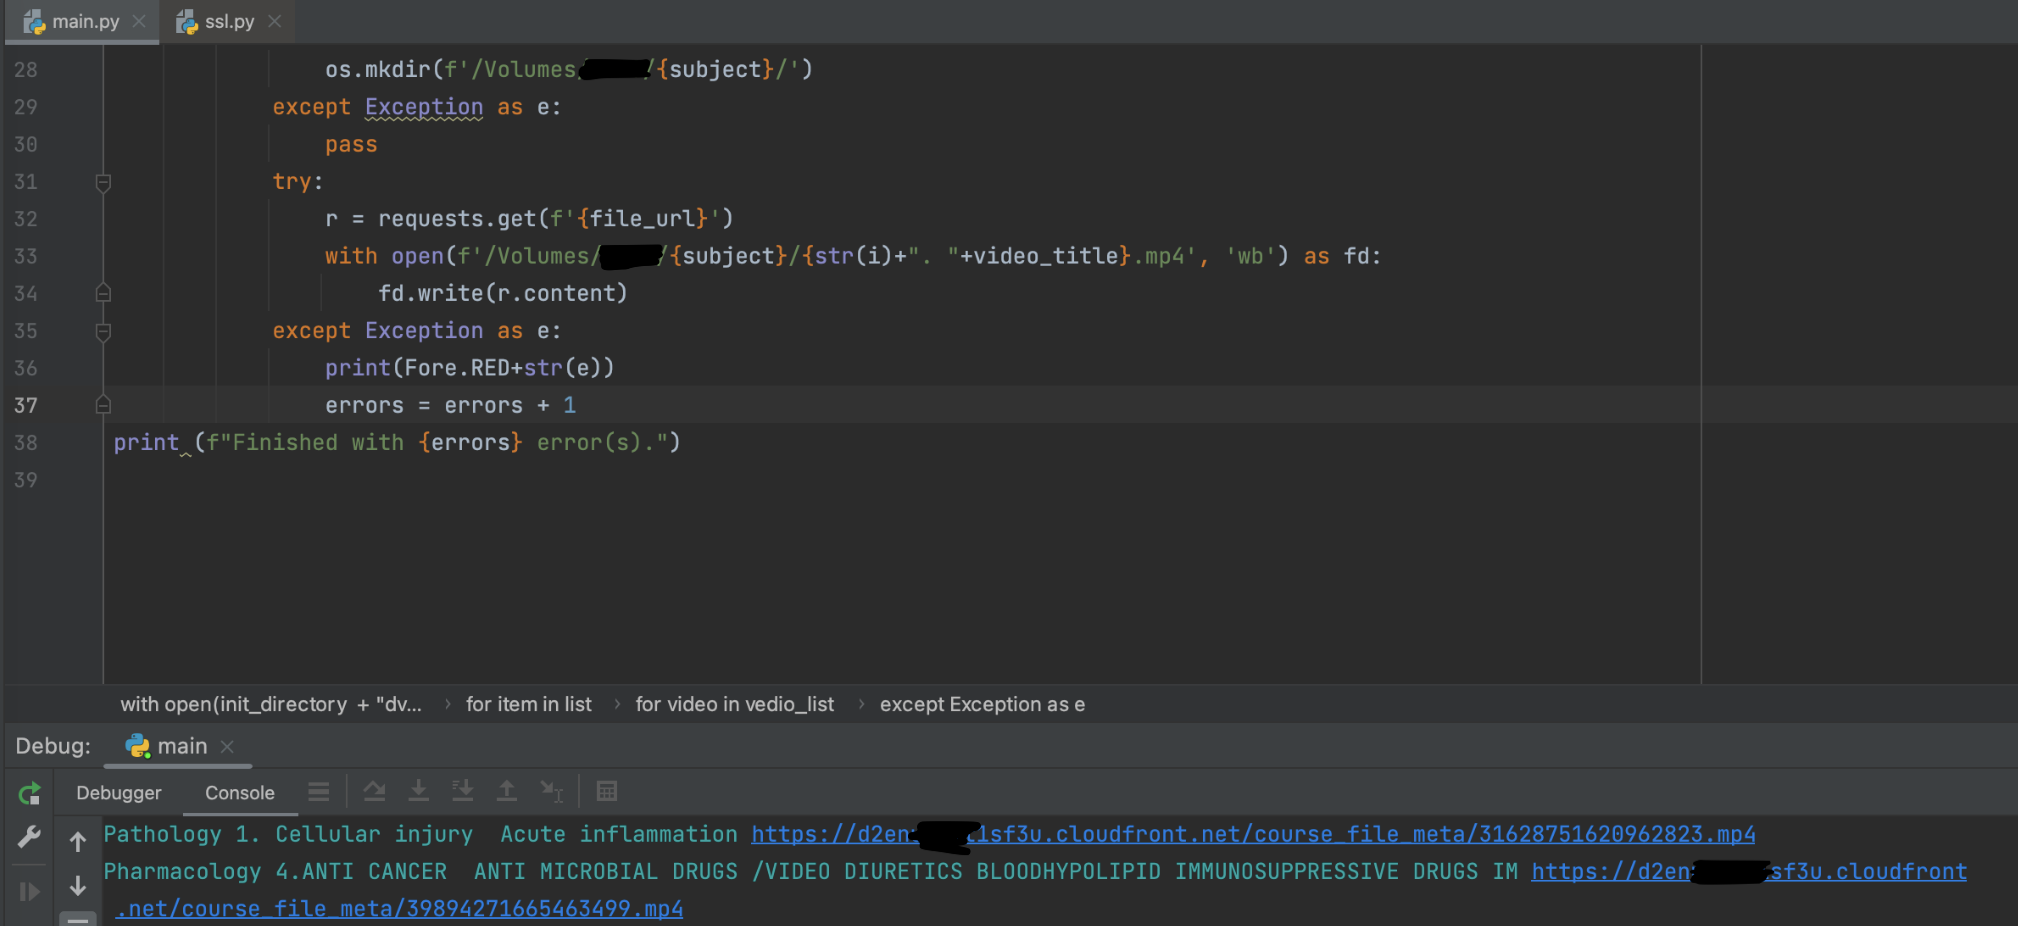 main.py
ssl.py
28 os.mkdir(f'/Volumes/ /{subject}/')
29 except Exception as e:
30 pass
31 try:
32 r = requests.get(f'{file_url}')
33 with open(f'/Volumes/ /{subject}/{str(i)+". "+video_title}.mp4', 'wb') as fd:
34 fd.write(r.content)
35 except Exception as e:
36 print(Fore.RED+str(e))
37 errors = errors + 1
38 print (f"Finished with {errors} error(s).")
39
with open(init_directory + "dv... › for item in list › for video in vedio_list › except Exception as e
Debug: main
Debugger Console
Pathology 1. Cellular injury  Acute inflammation https://d2en 1sf3u.cloudfront.net/course_file_meta/31628751620962823.mp4
Pharmacology 4.ANTI CANCER  ANTI MICROBIAL DRUGS /VIDEO DIURETICS BLOODHYPOLIPID IMMUNOSUPPRESSIVE DRUGS IM https://d2en sf3u.cloudfront
.net/course_file_meta/39894271665463499.mp4